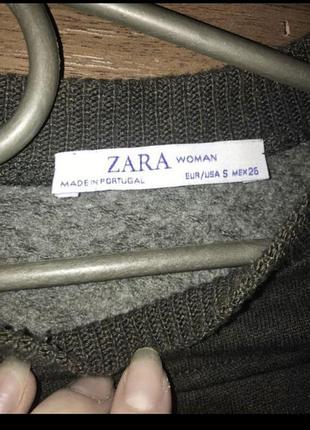 ZARA WOMAN
MADE IN PORTUGAL EUR/USA S MEX 26